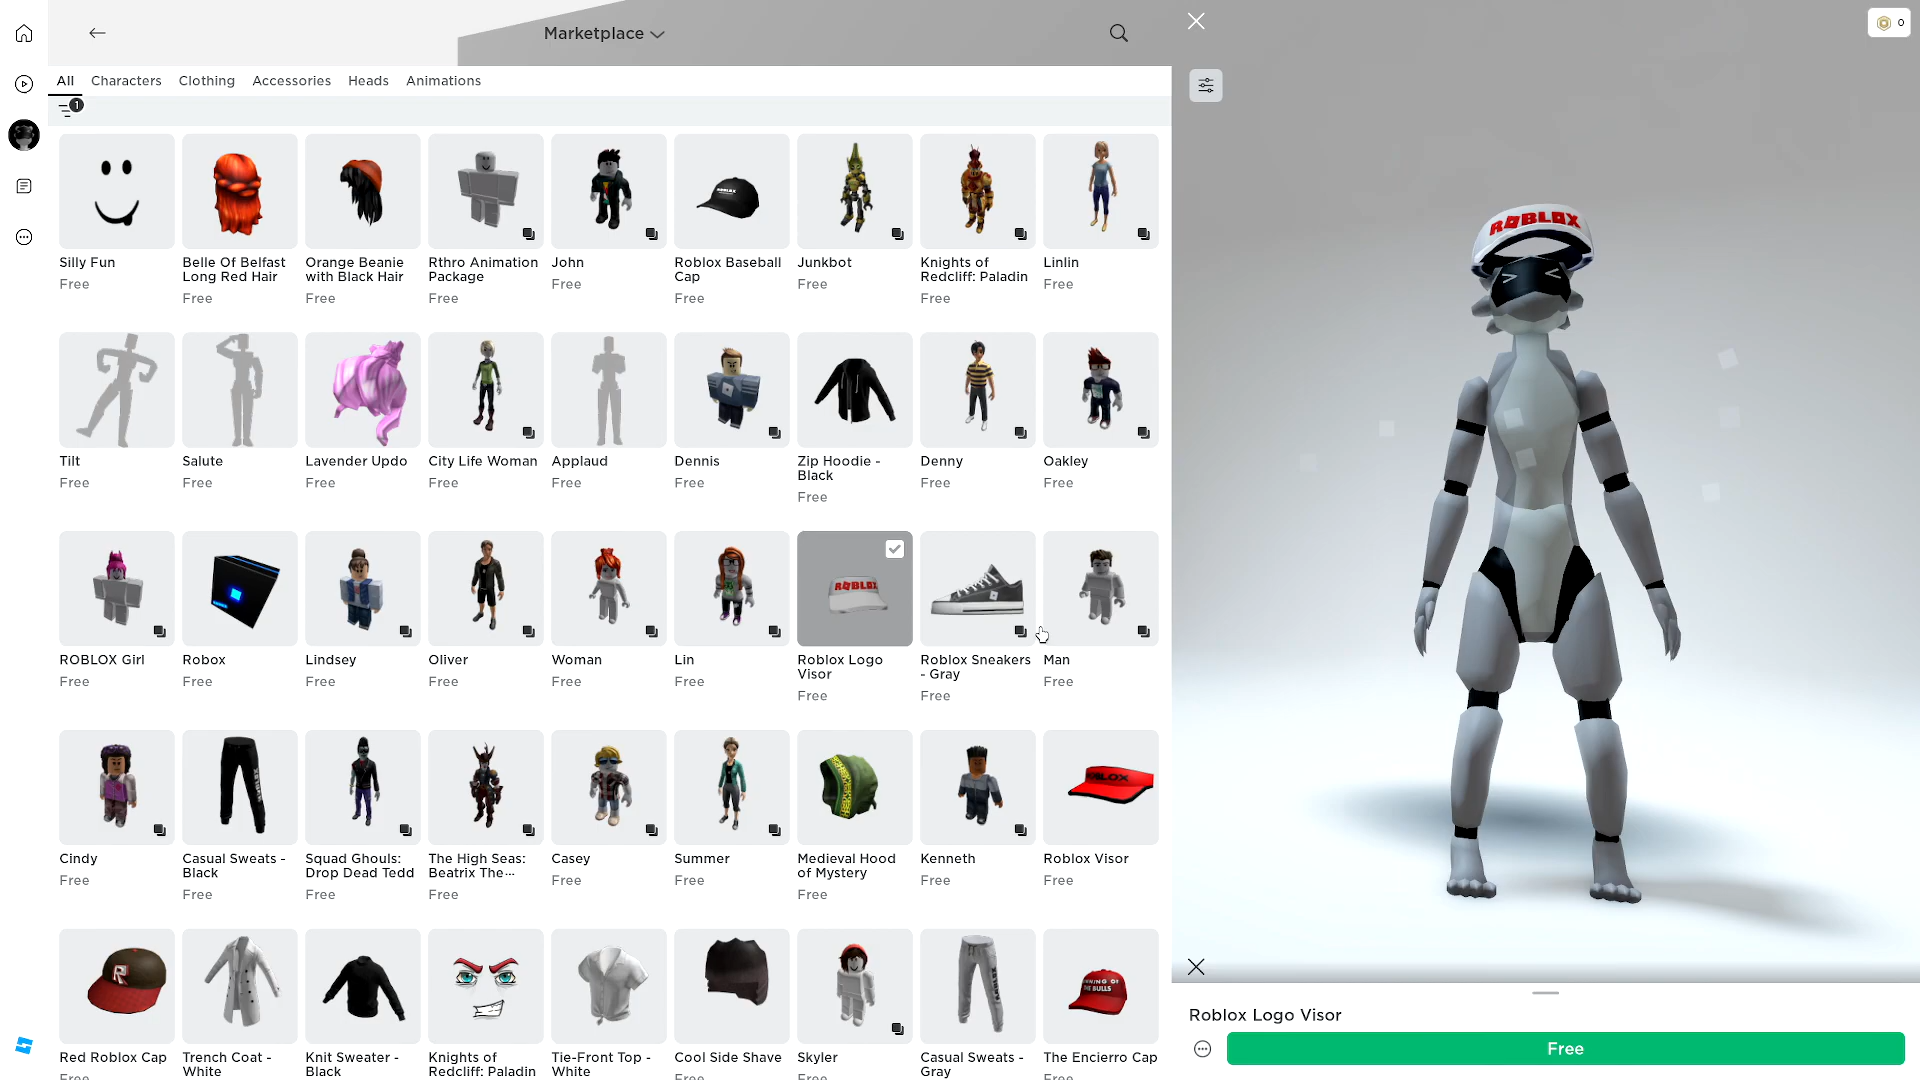 Marketplace
0
All Characters Clothing Accessories Heads Animations
1
Silly Fun
Free
Belle Of Belfast
Long Red Hair
Free
Orange Beanie
with Black Hair
Free
Rthro Animation
Package
Free
John
Free
ROBLOX
Roblox Baseball
Cap
Free
Junkbot
Free
Knights of
Redcliff: Paladin
Free
Linlin
Free
Tilt
Free
Salute
Free
Lavender Updo
Free
City Life Woman
Free
Applaud
Free
Dennis
Free
Zip Hoodie -
Black
Free
Denny
Free
Oakley
Free
ROBLOX Girl
Free
Robox
Free
Lindsey
Free
Oliver
Free
Woman
Free
Lin
Free
ROBLOX
Roblox Logo
Visor
Free
Roblox Sneakers
- Gray
Free
Man
Free
Cindy
Free
Casual Sweats -
Black
Free
Squad Ghouls:
Drop Dead Tedd
Free
The High Seas:
Beatrix The...
Free
Casey
Free
Summer
Free
Medieval Hood
of Mystery
Free
Kenneth
Free
Roblox Visor
Free
R
Red Roblox Cap
Free
Trench Coat -
White
Knit Sweater -
Black
Knights of
Redcliff: Paladin
Tie-Front Top -
White
Cool Side Shave
Free
Skyler
Free
Casual Sweats -
Gray
THE BULLS
The Encierro Cap
Free
ROBLOX
Roblox Logo Visor
Free